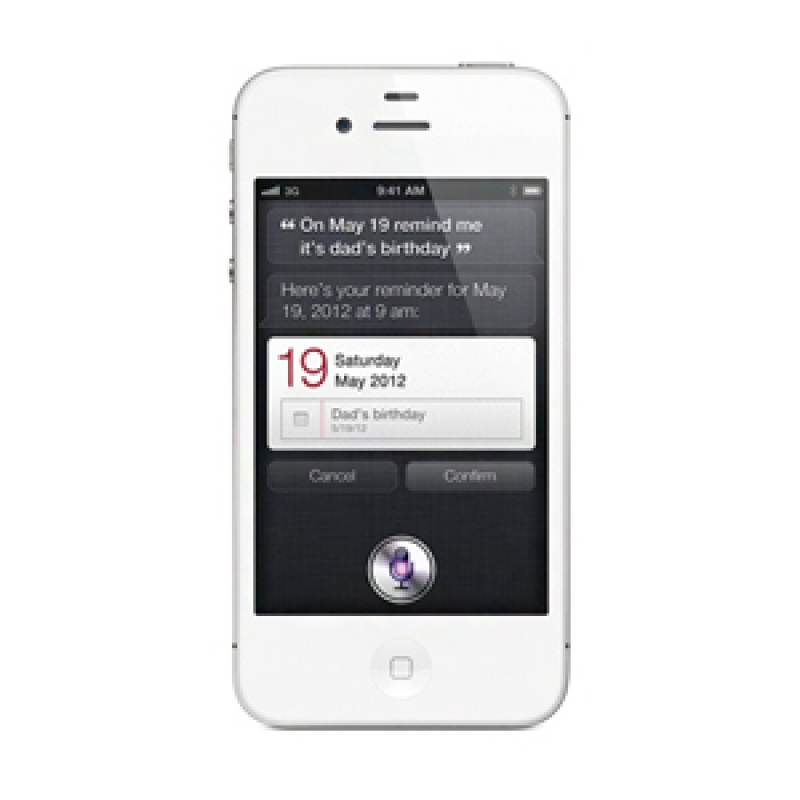 3G 9:41 AM
“ On May 19 remind me
it's dad's birthday ”
Here's your reminder for May
19, 2012 at 9 am:
19 Saturday
May 2012
Dad's birthday
5/19/12
Cancel Confirm